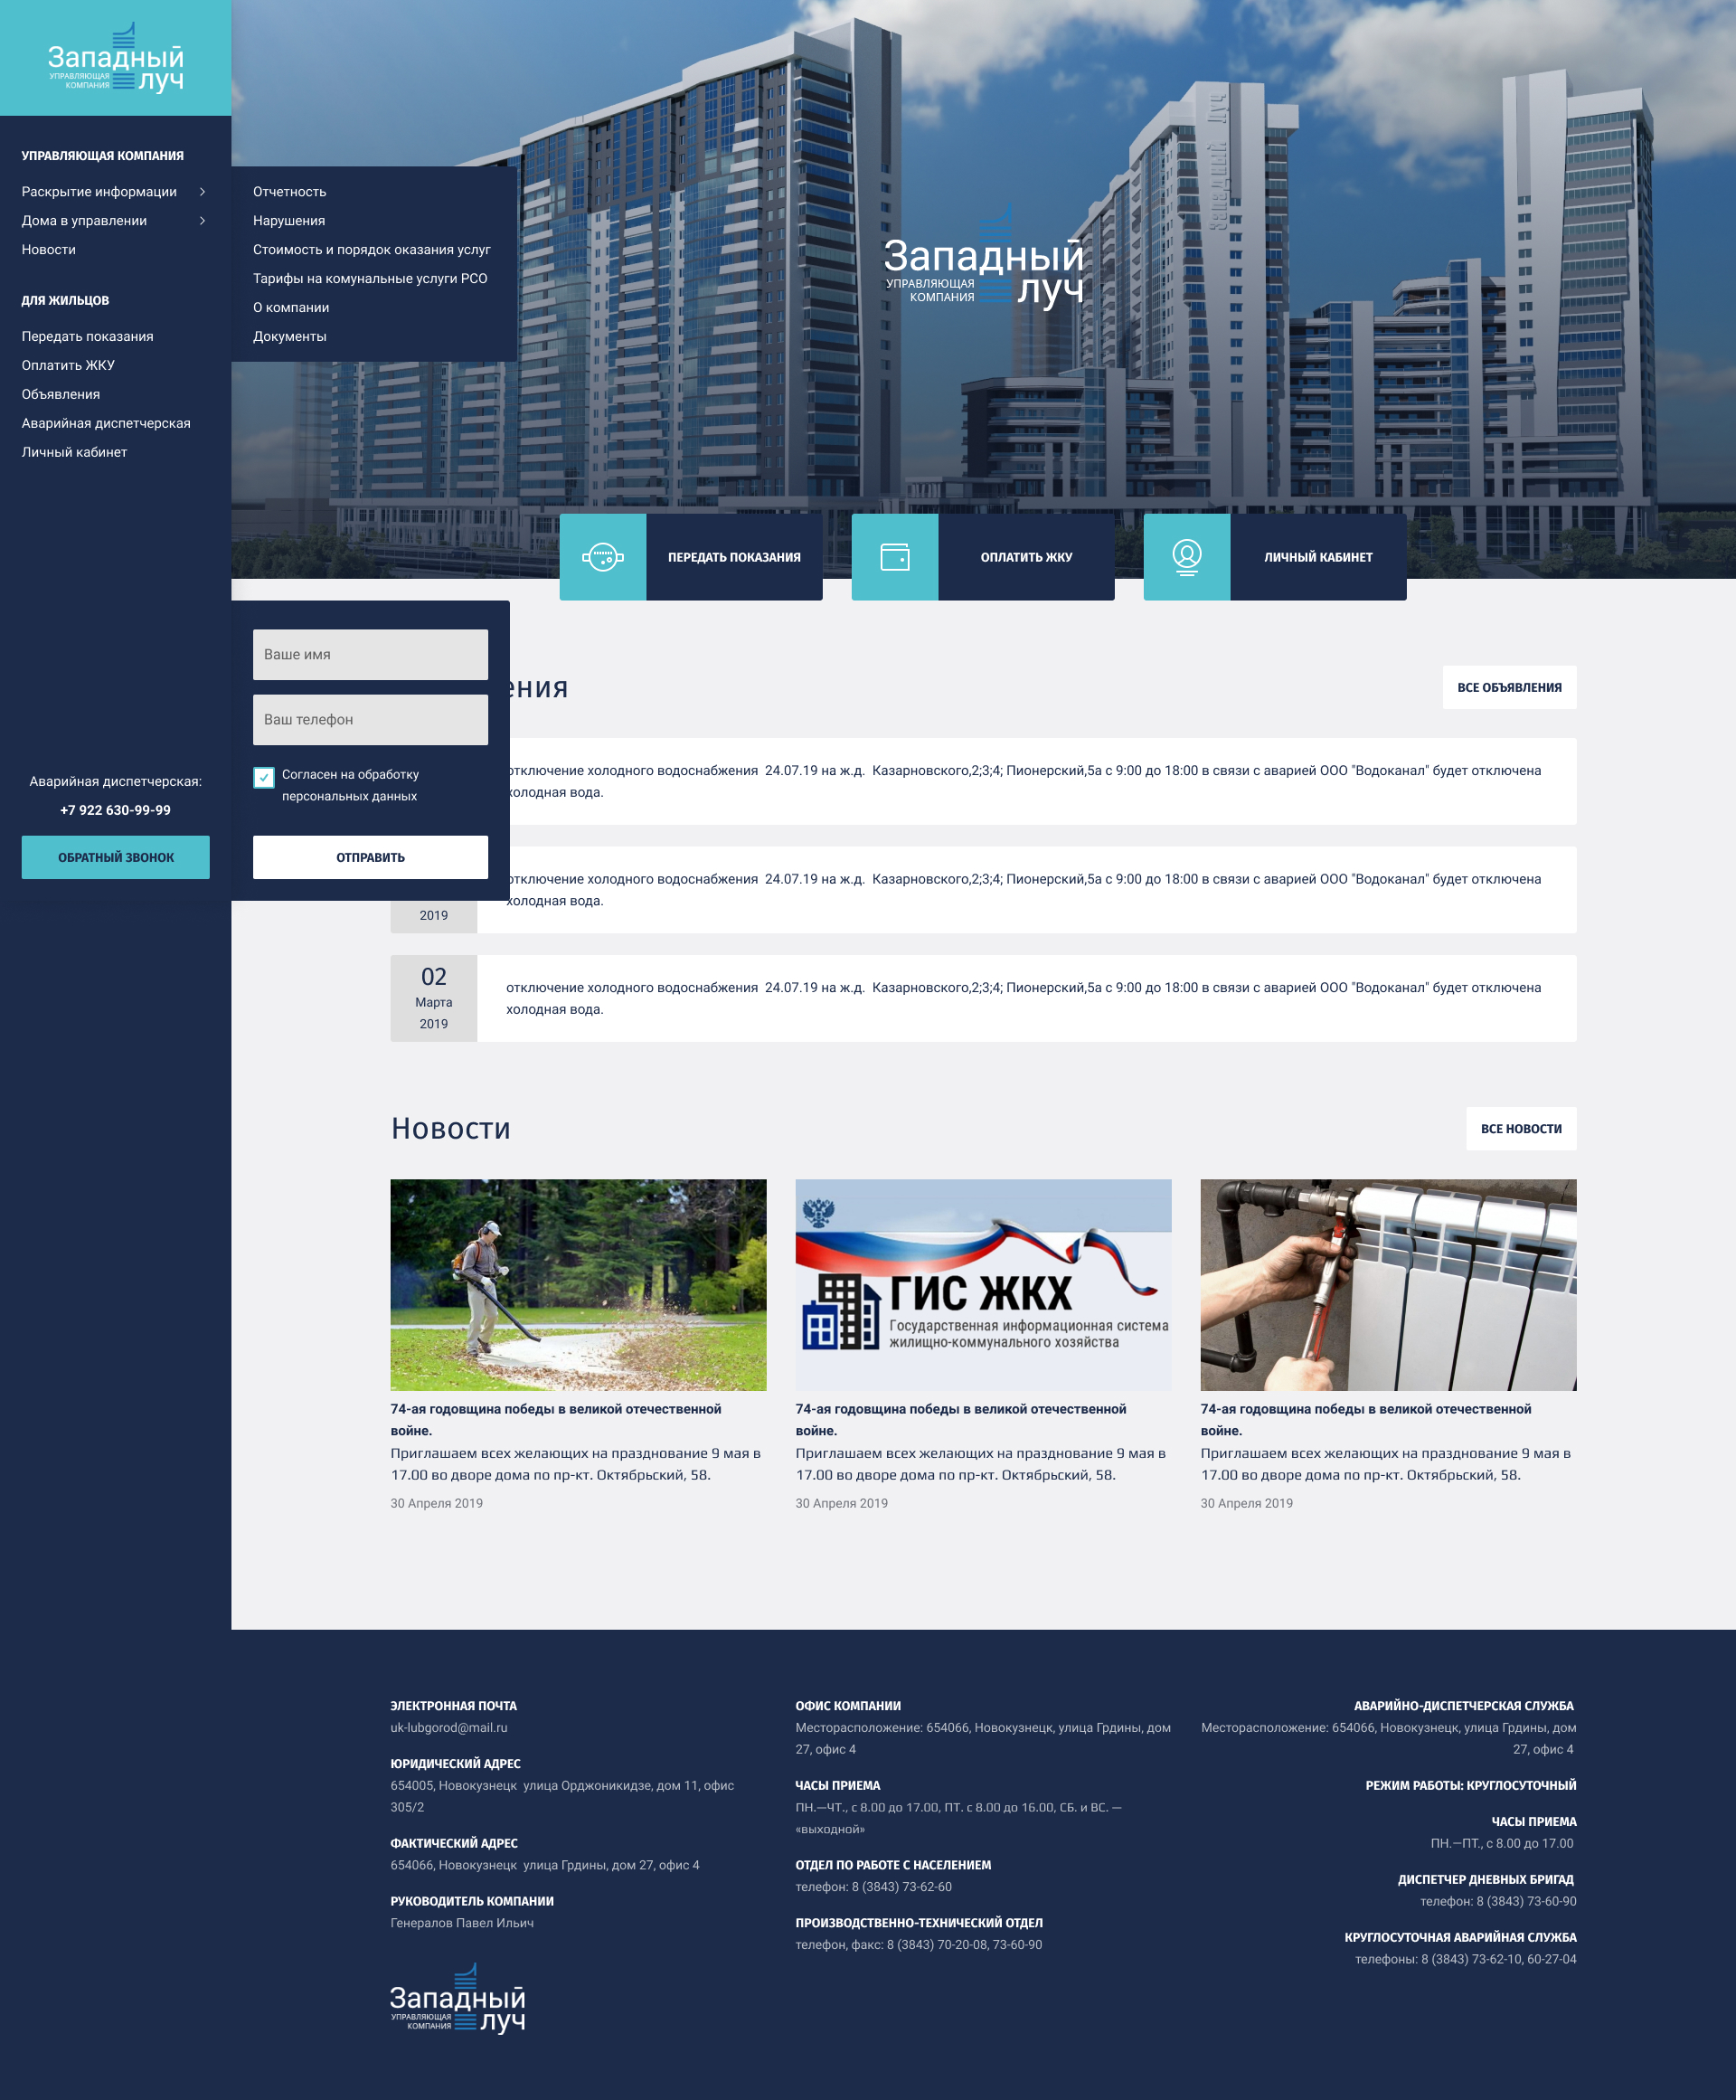 Западный
УПРАВЛЯЮЩАЯ
КОМПАНИЯ
луч
УПРАВЛЯЮЩАЯ КОМПАНИЯ
Раскрытие информации
Дома в управлении
Новости
ДЛЯ ЖИЛЬЦОВ
Передать показания
Оплатить ЖКУ
Объявления
Аварийная диспетчерская
Личный кабинет
Отчетность
Нарушения
Стоимость и порядок оказания услуг
Тарифы на комунальные услуги РСО
О компании
Документы
Западный
УПРАВЛЯЮЩАЯ
КОМПАНИЯ
луч
ПЕРЕДАТЬ ПОКАЗАНИЯ
ОПЛАТИТЬ ЖКУ
ЛИЧНЫЙ КАБИНЕТ
Аварийная диспетчерская:
+7 922 630-99-99
ОБРАТНЫЙ ЗВОНОК
Ваше имя
Ваш телефон
Согласен на обработку
персональных данных
ОТПРАВИТЬ
ения
ВСЕ ОБЪЯВЛЕНИЯ
отключение холодного водоснабжения 24.07.19 на ж.д. Казарновского,2;3;4; Пионерский,5а с 9:00 до 18:00 в связи с аварией ООО "Водоканал" будет отключена
холодная вода.
2019
отключение холодного водоснабжения 24.07.19 на ж.д. Казарновского,2;3;4; Пионерский,5а с 9:00 до 18:00 в связи с аварией ООО "Водоканал" будет отключена
холодная вода.
02
Марта
2019
отключение холодного водоснабжения 24.07.19 на ж.д. Казарновского,2;3;4; Пионерский,5а с 9:00 до 18:00 в связи с аварией ООО "Водоканал" будет отключена
холодная вода.
Новости
ВСЕ НОВОСТИ
74-ая годовщина победы в великой отечественной
войне.
Приглашаем всех желающих на празднование 9 мая в
17.00 во дворе дома по пр-кт. Октябрьский, 58.
30 Апреля 2019
ГИС ЖКХ
Государственная информационная система
жилищно-коммунального хозяйства
74-ая годовщина победы в великой отечественной
войне.
Приглашаем всех желающих на празднование 9 мая в
17.00 во дворе дома по пр-кт. Октябрьский, 58.
30 Апреля 2019
74-ая годовщина победы в великой отечественной
войне.
Приглашаем всех желающих на празднование 9 мая в
17.00 во дворе дома по пр-кт. Октябрьский, 58.
30 Апреля 2019
ЭЛЕКТРОННАЯ ПОЧТА
uk-lubgorod@mail.ru
ЮРИДИЧЕСКИЙ АДРЕС
654005, Новокузнецк улица Орджоникидзе, дом 11, офис
305/2
ФАКТИЧЕСКИЙ АДРЕС
654066, Новокузнецк улица Грдины, дом 27, офис 4
РУКОВОДИТЕЛЬ КОМПАНИИ
Генералов Павел Ильич
Западный
УПРАВЛЯЮЩАЯ
КОМПАНИЯ
луч
ОФИС КОМПАНИИ
Месторасположение: 654066, Новокузнецк, улица Грдины, дом
27, офис 4
ЧАСЫ ПРИЕМА
ПН.—ЧТ., с 8.00 до 17.00, ПТ. с 8.00 до 16.00, СБ. и ВС. —
«выходной»
ОТДЕЛ ПО РАБОТЕ С НАСЕЛЕНИЕМ
телефон: 8 (3843) 73-62-60
ПРОИЗВОДСТВЕННО-ТЕХНИЧЕСКИЙ ОТДЕЛ
телефон, факс: 8 (3843) 70-20-08, 73-60-90
АВАРИЙНО-ДИСПЕТЧЕРСКАЯ СЛУЖБА
Месторасположение: 654066, Новокузнецк, улица Грдины, дом
27, офис 4
РЕЖИМ РАБОТЫ: КРУГЛОСУТОЧНЫЙ
ЧАСЫ ПРИЕМА
ПН.—ПТ., с 8.00 до 17.00
ДИСПЕТЧЕР ДНЕВНЫХ БРИГАД
телефон: 8 (3843) 73-60-90
КРУГЛОСУТОЧНАЯ АВАРИЙНАЯ СЛУЖБА
телефоны: 8 (3843) 73-62-10, 60-27-04